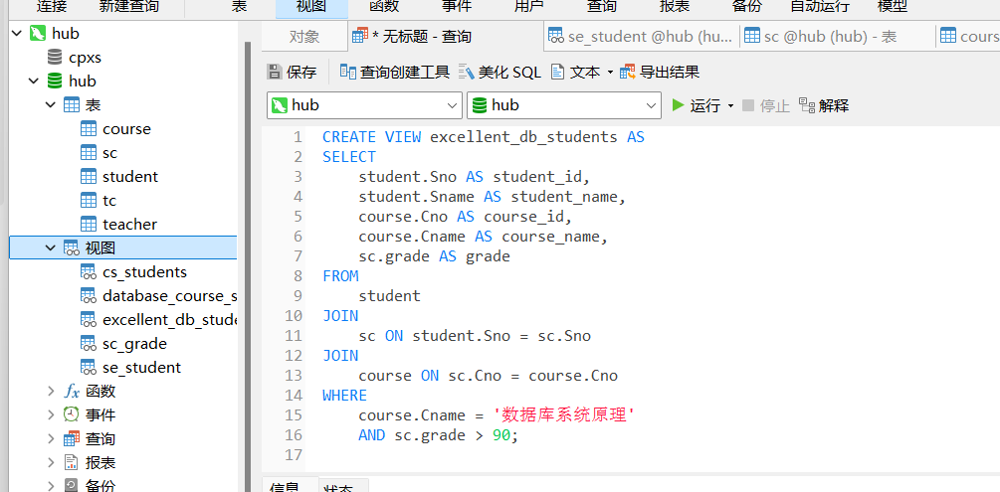 连接 新建查询 表 视图 函数 事件 用户 查询 报表 备份 自动运行 模型
hub
cpxs
hub
表
course
sc
student
tc
teacher
视图
cs_students
database_course_s
excellent_db_stude
sc_grade
se_student
fx 函数
事件
查询
报表
备份
对象 * 无标题 - 查询 se_student @hub (hu... sc @hub (hub) - 表 cours
保存 查询创建工具 美化 SQL 文本 导出结果
hub hub 运行 停止 解释
1 CREATE VIEW excellent_db_students AS
2 SELECT
3 student.Sno AS student_id,
4 student.Sname AS student_name,
5 course.Cno AS course_id,
6 course.Cname AS course_name,
7 sc.grade AS grade
8 FROM
9 student
10 JOIN
11 sc ON student.Sno = sc.Sno
12 JOIN
13 course ON sc.Cno = course.Cno
14 WHERE
15 course.Cname = '数据库系统原理'
16 AND sc.grade > 90;
17
信息 状态